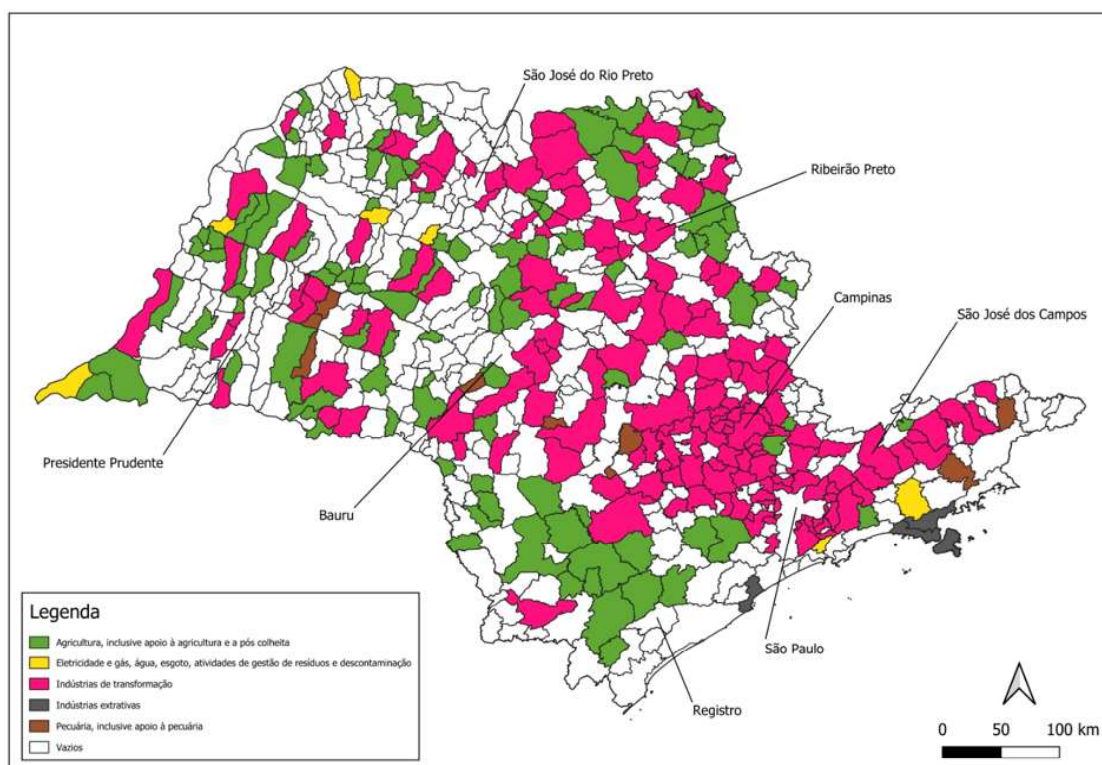 São José do Rio Preto
Ribeirão Preto
Campinas
São José dos Campos
Presidente Prudente
Bauru
São Paulo
Registro
Legenda
Agricultura, inclusive apoio à agricultura e a pós colheita
Eletricidade e gás, água, esgoto, atividades de gestão de resíduos e descontaminação
Indústrias de transformação
Indústrias extrativas
Pecuária, inclusive apoio à pecuária
Vazios
0 50 100 km